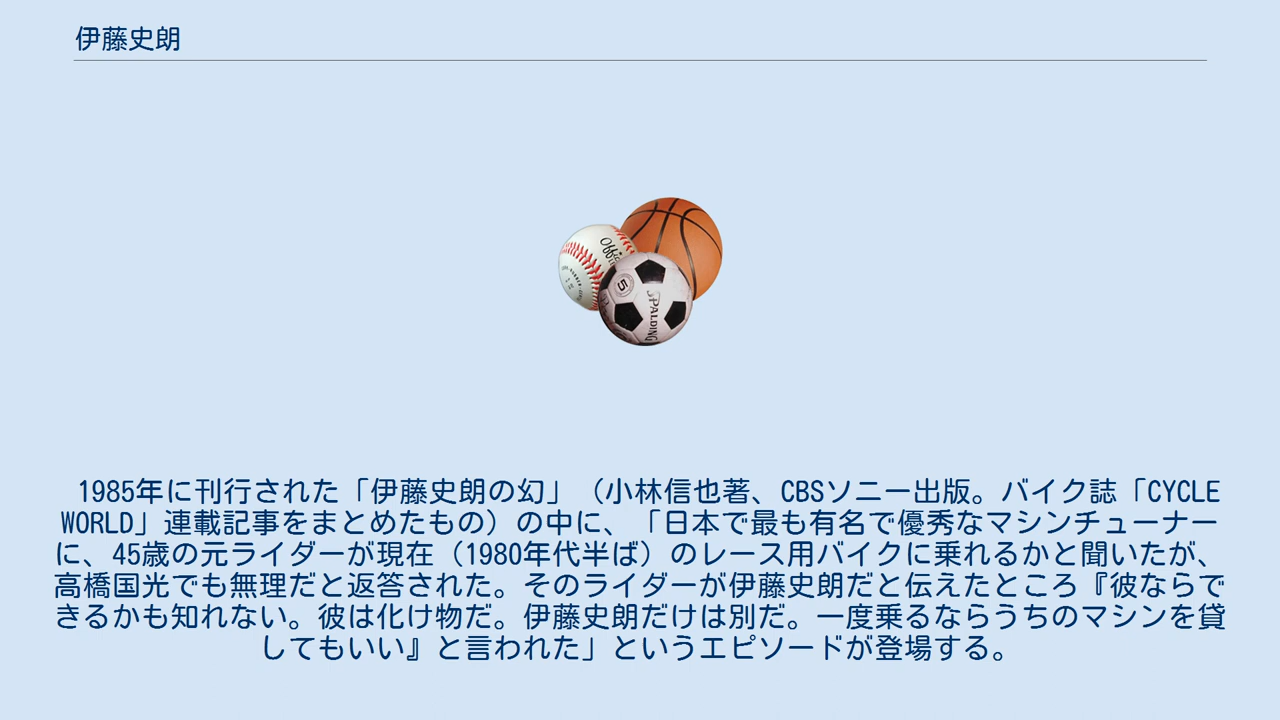 伊藤史朗
Offic
5
SPALDING
1985年に刊行された「伊藤史朗の幻」（小林信也著、CBSソニー出版。バイク誌「CYCLE
WORLD」連載記事をまとめたもの）の中に、「日本で最も有名で優秀なマシンチューナー
に、45歳の元ライダーが現在（1980年代半ば）のレース用バイクに乗れるかと聞いたが、
高橋国光でも無理だと返答された。そのライダーが伊藤史朗だと伝えたところ『彼ならで
きるかも知れない。彼は化け物だ。伊藤史朗だけは別だ。一度乗るならうちのマシンを貸
してもいい』と言われた」というエピソードが登場する。